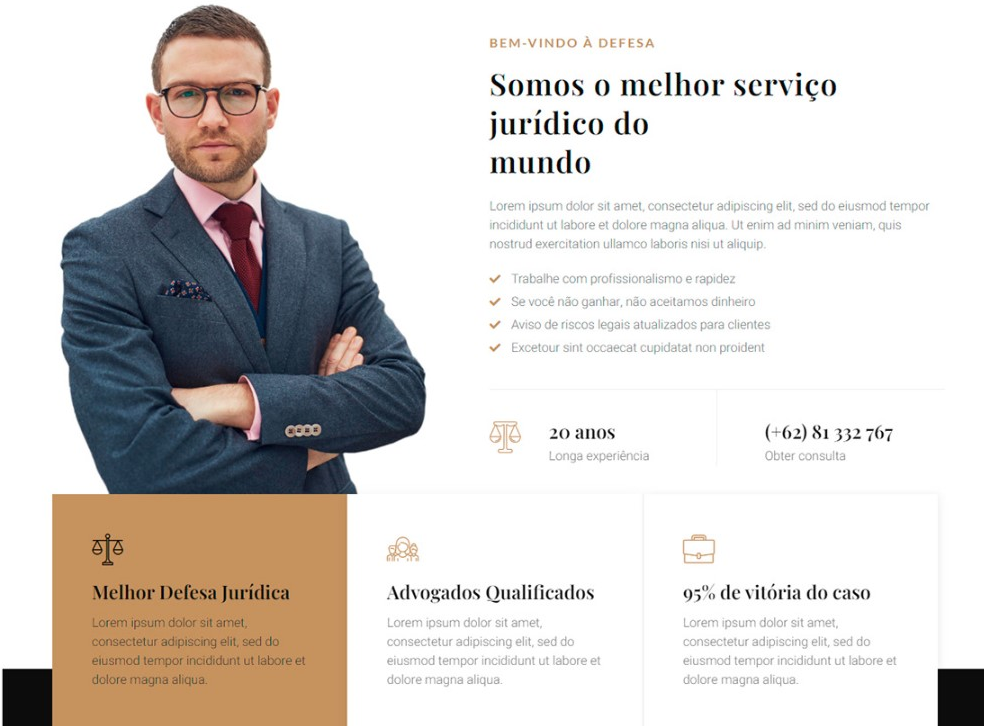 BEM-VINDO À DEFESA
Somos o melhor serviço
jurídico do
mundo
Lorem ipsum dolor sit amet, consectetur adipiscing elit, sed do eiusmod tempor
incididunt ut labore et dolore magna aliqua. Ut enim ad minim veniam, quis
nostrud exercitation ullamco laboris nisi ut aliquip.
Trabalhe com profissionalismo e rapidez
Se você não ganhar, não aceitamos dinheiro
Aviso de riscos legais atualizados para clientes
Excetour sint occaecat cupidatat non proident
20 anos
Longa experiência
(+62) 81 332 767
Obter consulta
Melhor Defesa Jurídica
Lorem ipsum dolor sit amet,
consectetur adipiscing elit, sed do
eiusmod tempor incididunt ut labore et
dolore magna aliqua.
Advogados Qualificados
Lorem ipsum dolor sit amet,
consectetur adipiscing elit, sed do
eiusmod tempor incididunt ut labore et
dolore magna aliqua.
95% de vitória do caso
Lorem ipsum dolor sit amet,
consectetur adipiscing elit, sed do
eiusmod tempor incididunt ut labore et
dolore magna aliqua.